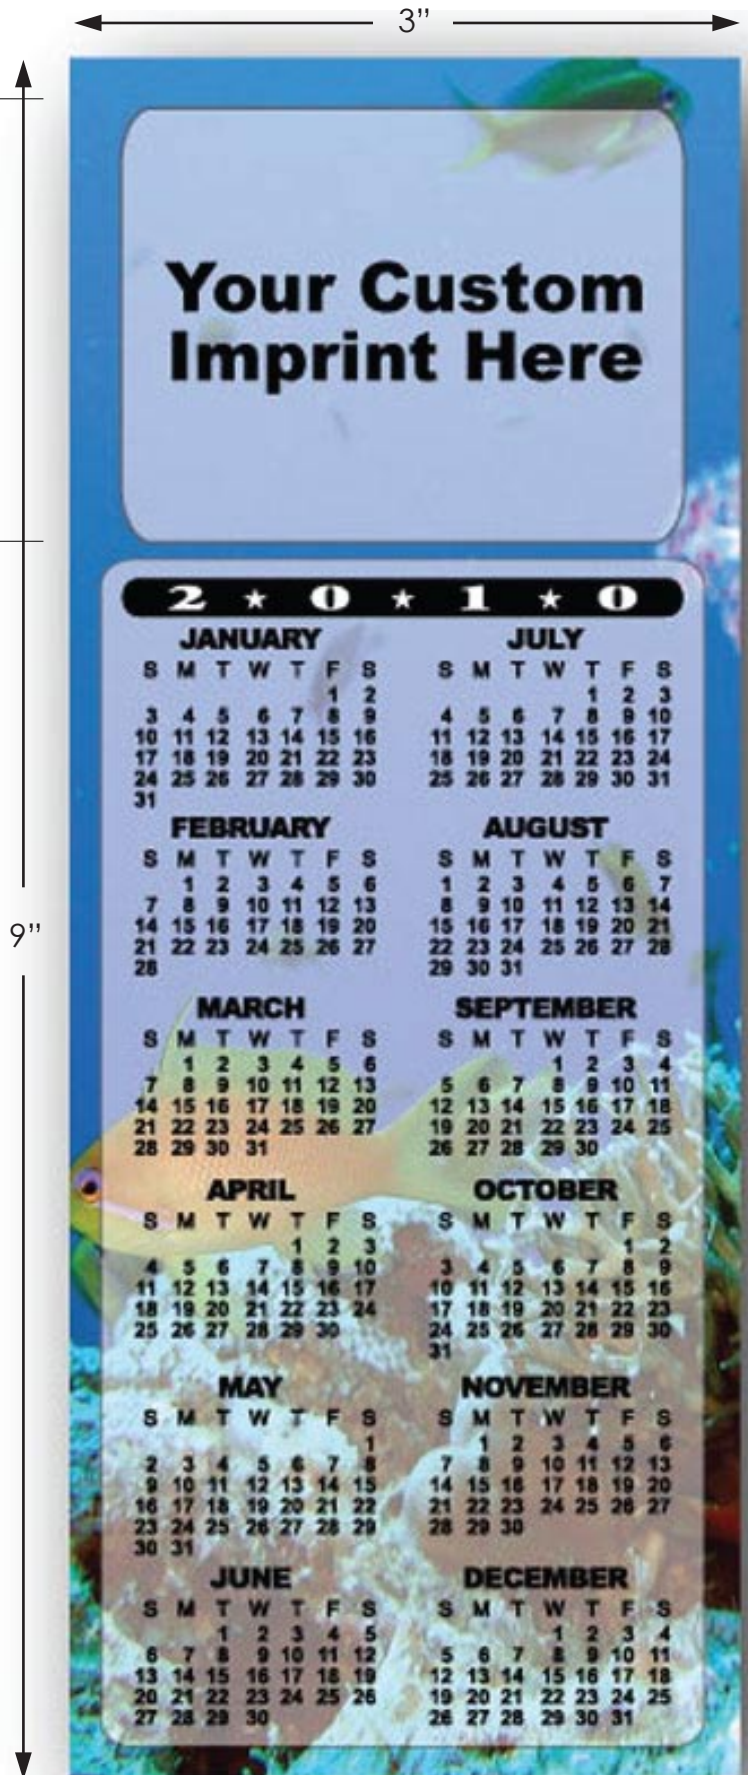 3”
9”
Your Custom
Imprint Here
2 ★ 0 ★ 1 ★ 0
JANUARY
S M T W T F S
1 2
3 4 5 6 7 8 9
10 11 12 13 14 15 16
17 18 19 20 21 22 23
24 25 26 27 28 29 30
31
FEBRUARY
S M T W T F S
1 2 3 4 5 6
7 8 9 10 11 12 13
14 15 16 17 18 19 20
21 22 23 24 25 26 27
28
MARCH
S M T W T F S
1 2 3 4 5 6
7 8 9 10 11 12 13
14 15 16 17 18 19 20
21 22 23 24 25 26 27
28 29 30 31
APRIL
S M T W T F S
1 2 3
4 5 6 7 8 9 10
11 12 13 14 15 16 17
18 19 20 21 22 23 24
25 26 27 28 29 30
MAY
S M T W T F S
1
2 3 4 5 6 7 8
9 10 11 12 13 14 15
16 17 18 19 20 21 22
23 24 25 26 27 28 29
30 31
JUNE
S M T W T F S
1 2 3 4 5
6 7 8 9 10 11 12
13 14 15 16 17 18 19
20 21 22 23 24 25 26
27 28 29 30
JULY
S M T W T F S
1 2 3
4 5 6 7 8 9 10
11 12 13 14 15 16 17
18 19 20 21 22 23 24
25 26 27 28 29 30 31
AUGUST
S M T W T F S
1 2 3 4 5 6 7
8 9 10 11 12 13 14
15 16 17 18 19 20 21
22 23 24 25 26 27 28
29 30 31
SEPTEMBER
S M T W T F S
1 2 3 4
5 6 7 8 9 10 11
12 13 14 15 16 17 18
19 20 21 22 23 24 25
26 27 28 29 30
OCTOBER
S M T W T F S
1 2
3 4 5 6 7 8 9
10 11 12 13 14 15 16
17 18 19 20 21 22 23
24 25 26 27 28 29 30
31
NOVEMBER
S M T W T F S
1 2 3 4 5 6
7 8 9 10 11 12 13
14 15 16 17 18 19 20
21 22 23 24 25 26 27
28 29 30
DECEMBER
S M T W T F S
1 2 3 4
5 6 7 8 9 10 11
12 13 14 15 16 17 18
19 20 21 22 23 24 25
26 27 28 29 30 31